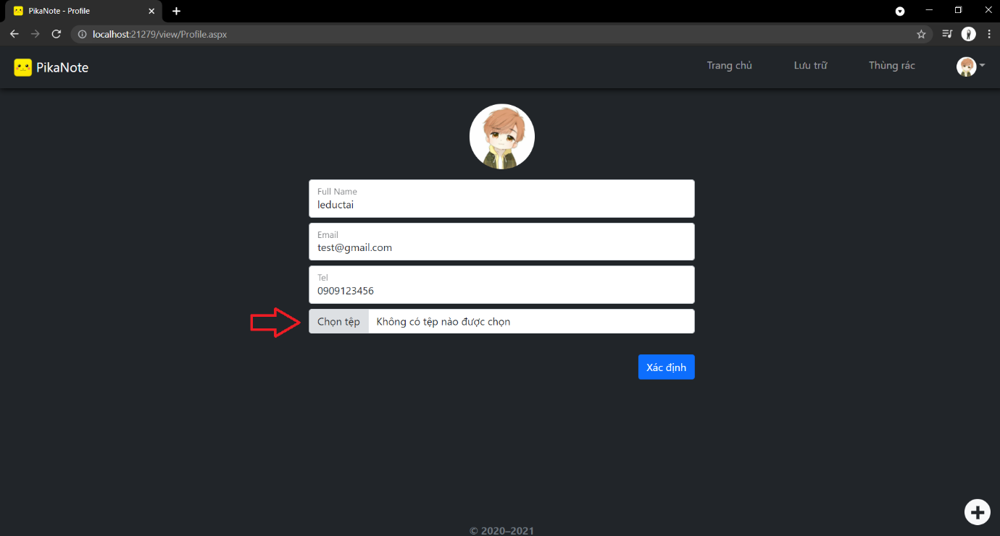 PikaNote - Profile
localhost:21279/view/Profile.aspx
PikaNote
Trang chủ
Lưu trữ
Thùng rác
Full Name
leductai
Email
test@gmail.com
Tel
0909123456
Chọn tệp Không có tệp nào được chọn
Xác định
© 2020–2021